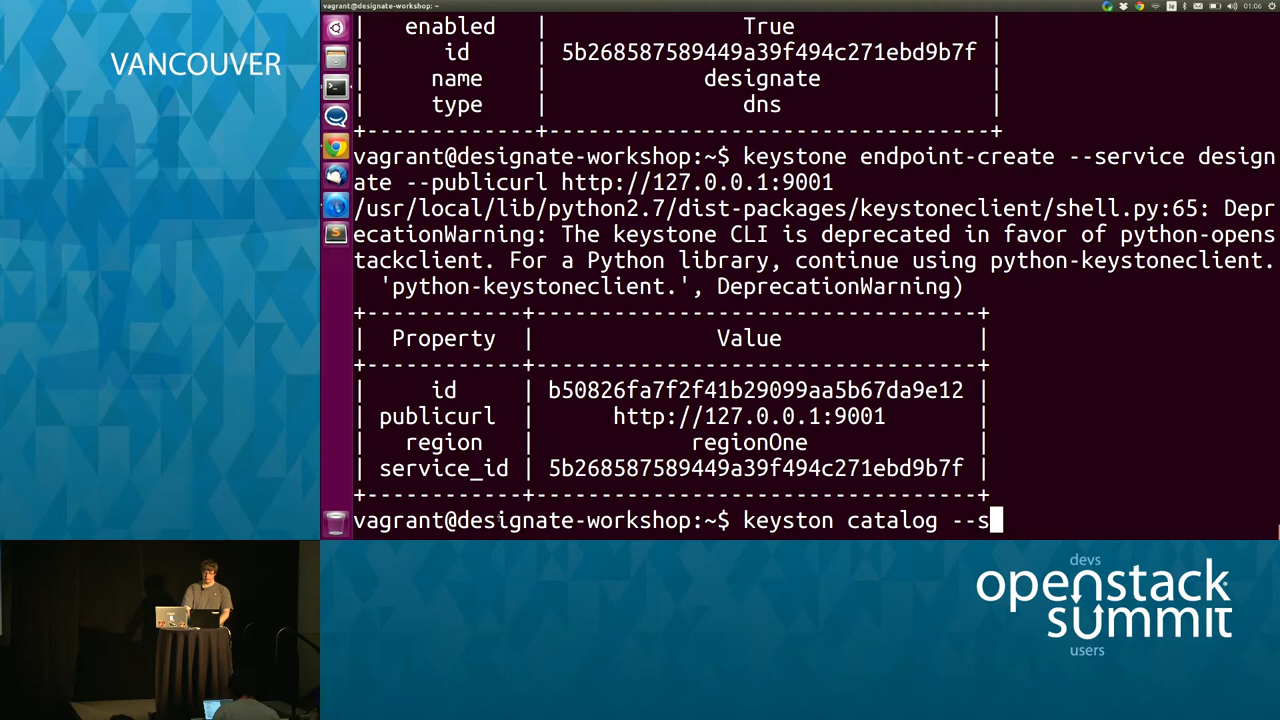 VANCOUVER
vagrant@designate-workshop: ~
01:06
| enabled | True |
| id | 5b268587589449a39f494c271ebd9b7f |
| name | designate |
| type | dns |
+-------------+-----------------------------------+
vagrant@designate-workshop:~$ keystone endpoint-create --service design
ate --publicurl http://127.0.0.1:9001
/usr/local/lib/python2.7/dist-packages/keystoneclient/shell.py:65: Depr
ecationWarning: The keystone CLI is deprecated in favor of python-opens
tackclient. For a Python library, continue using python-keystoneclient.
'python-keystoneclient.', DeprecationWarning)
+------------+----------------------------------+
| Property | Value |
+------------+----------------------------------+
| id | b50826fa7f2f41b29099aa5b67da9e12 |
| publicurl | http://127.0.0.1:9001 |
| region | regionOne |
| service_id | 5b268587589449a39f494c271ebd9b7f |
+------------+----------------------------------+
vagrant@designate-workshop:~$ keyston catalog --s
devs
openstack
summit
users